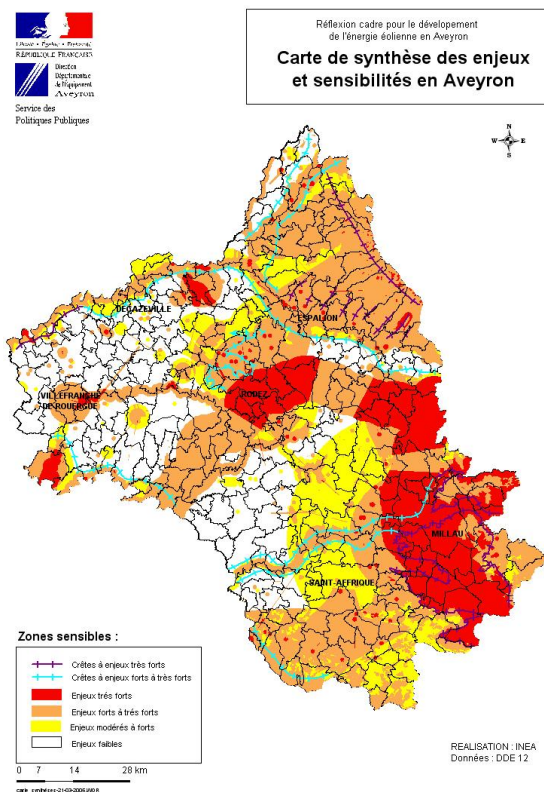 Liberté • Égalité • Fraternité
RÉPUBLIQUE FRANÇAISE
Direction
Départementale
de l'Équipement
Aveyron
Service des
Politiques Publiques
Réflexion cadre pour le dévelopement
de l'énergie éolienne en Aveyron
Carte de synthèse des enjeux
et sensibilités en Aveyron
N
W E
S
DECAZEVILLE
ESPALION
VILLEFRANCHE
DE ROUERGUE
RODEZ
MILLAU
SAINT-AFFRIQUE
Zones sensibles :
Crêtes à enjeux très forts
Crêtes à enjeux forts à très forts
Enjeux très forts
Enjeux forts à très forts
Enjeux modérés à forts
Enjeux faibles
0 7 14 28 km
REALISATION : INEA
Données : DDE 12